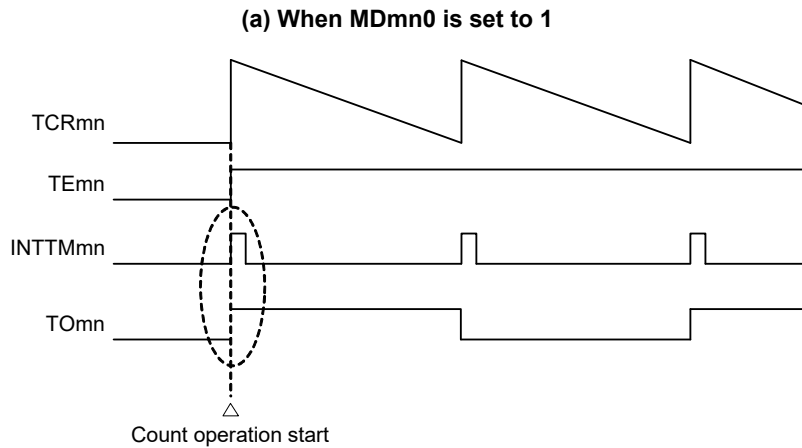 (a) When MDmn0 is set to 1
TCRmn
TEmn
INTTMmn
TOmn
Count operation start